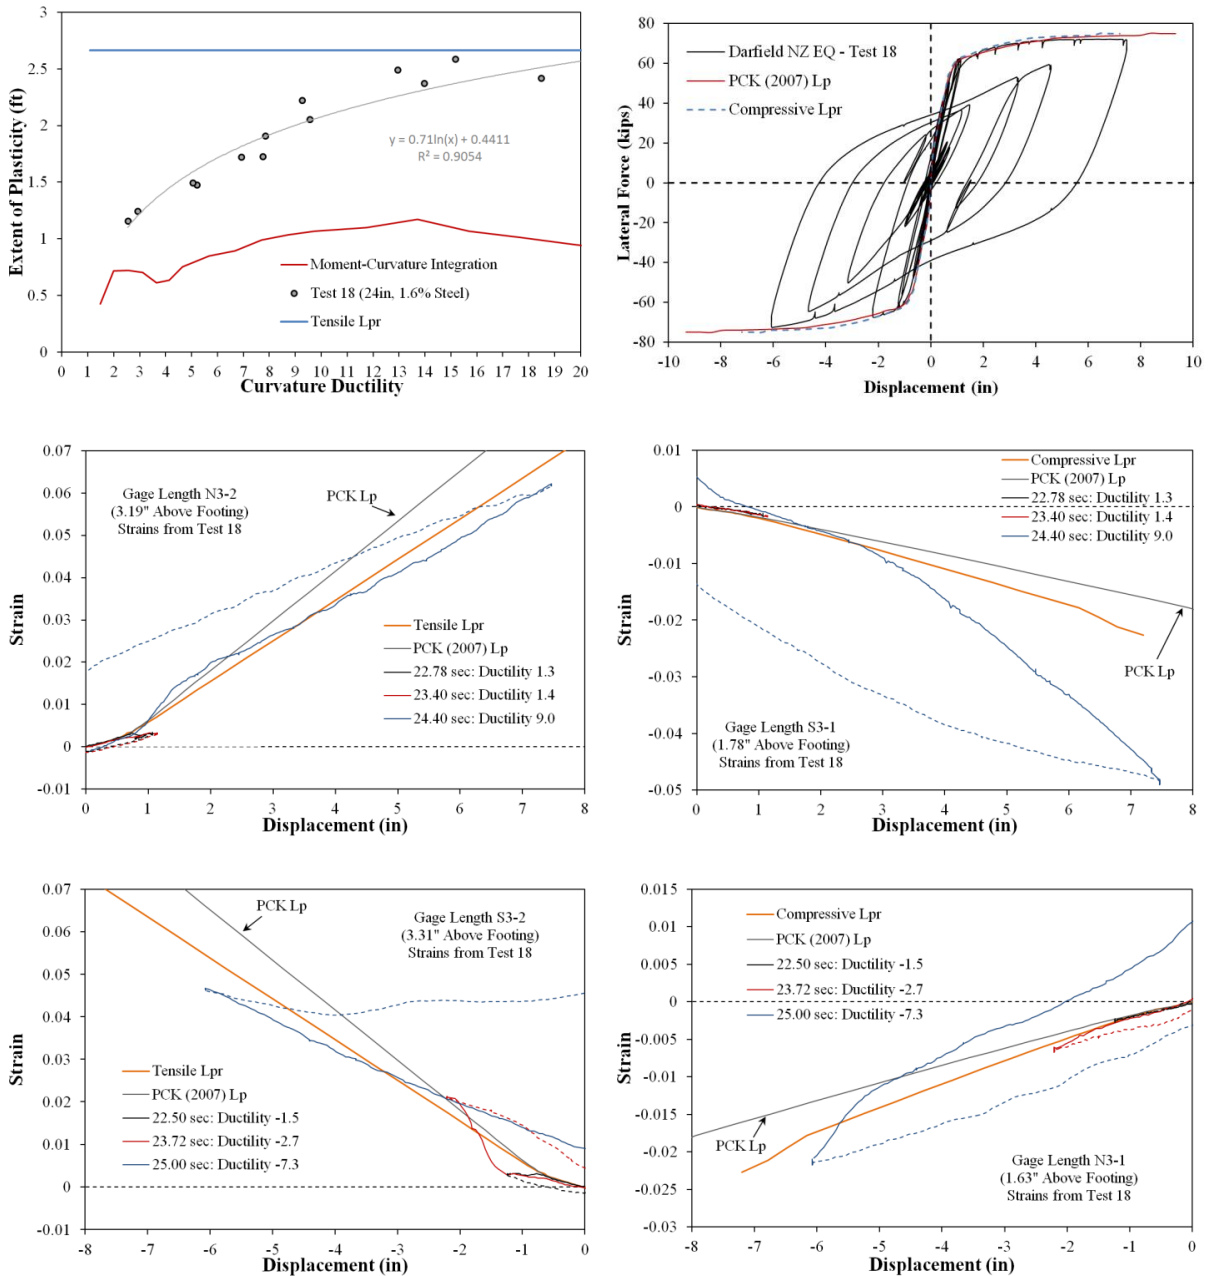 3
2.5
2
1.5
1
0.5
0
Extent of Plasticity (ft)
y = 0.71ln(x) + 0.4411
R² = 0.9054
Moment-Curvature Integration
Test 18 (24in, 1.6% Steel)
Tensile Lpr
0 1 2 3 4 5 6 7 8 9 10 11 12 13 14 15 16 17 18 19 20
Curvature Ductility
80
60
40
20
0
-20
-40
-60
-80
Lateral Force (kips)
Darfield NZ EQ - Test 18
PCK (2007) Lp
Compressive Lpr
-10 -8 -6 -4 -2 0 2 4 6 8 10
Displacement (in)
0.07
0.06
0.05
0.04
0.03
0.02
0.01
0
-0.01
Strain
Gage Length N3-2
(3.19" Above Footing)
Strains from Test 18
PCK Lp
Tensile Lpr
PCK (2007) Lp
22.78 sec: Ductility 1.3
23.40 sec: Ductility 1.4
24.40 sec: Ductility 9.0
0 1 2 3 4 5 6 7 8
Displacement (in)
0.01
0
-0.01
-0.02
-0.03
-0.04
-0.05
Strain
Compressive Lpr
PCK (2007) Lp
22.78 sec: Ductility 1.3
23.40 sec: Ductility 1.4
24.40 sec: Ductility 9.0
PCK Lp
Gage Length S3-1
(1.78" Above Footing)
Strains from Test 18
0 1 2 3 4 5 6 7 8
Displacement (in)
0.07
0.06
0.05
0.04
0.03
0.02
0.01
0
-0.01
Strain
PCK Lp
Gage Length S3-2
(3.31" Above Footing)
Strains from Test 18
Tensile Lpr
PCK (2007) Lp
22.50 sec: Ductility -1.5
23.72 sec: Ductility -2.7
25.00 sec: Ductility -7.3
-8 -7 -6 -5 -4 -3 -2 -1 0
Displacement (in)
0.015
0.01
0.005
0
-0.005
-0.01
-0.015
-0.02
-0.025
-0.03
Strain
Compressive Lpr
PCK (2007) Lp
22.50 sec: Ductility -1.5
23.72 sec: Ductility -2.7
25.00 sec: Ductility -7.3
PCK Lp
Gage Length N3-1
(1.63" Above Footing)
Strains from Test 18
-8 -7 -6 -5 -4 -3 -2 -1 0
Displacement (in)